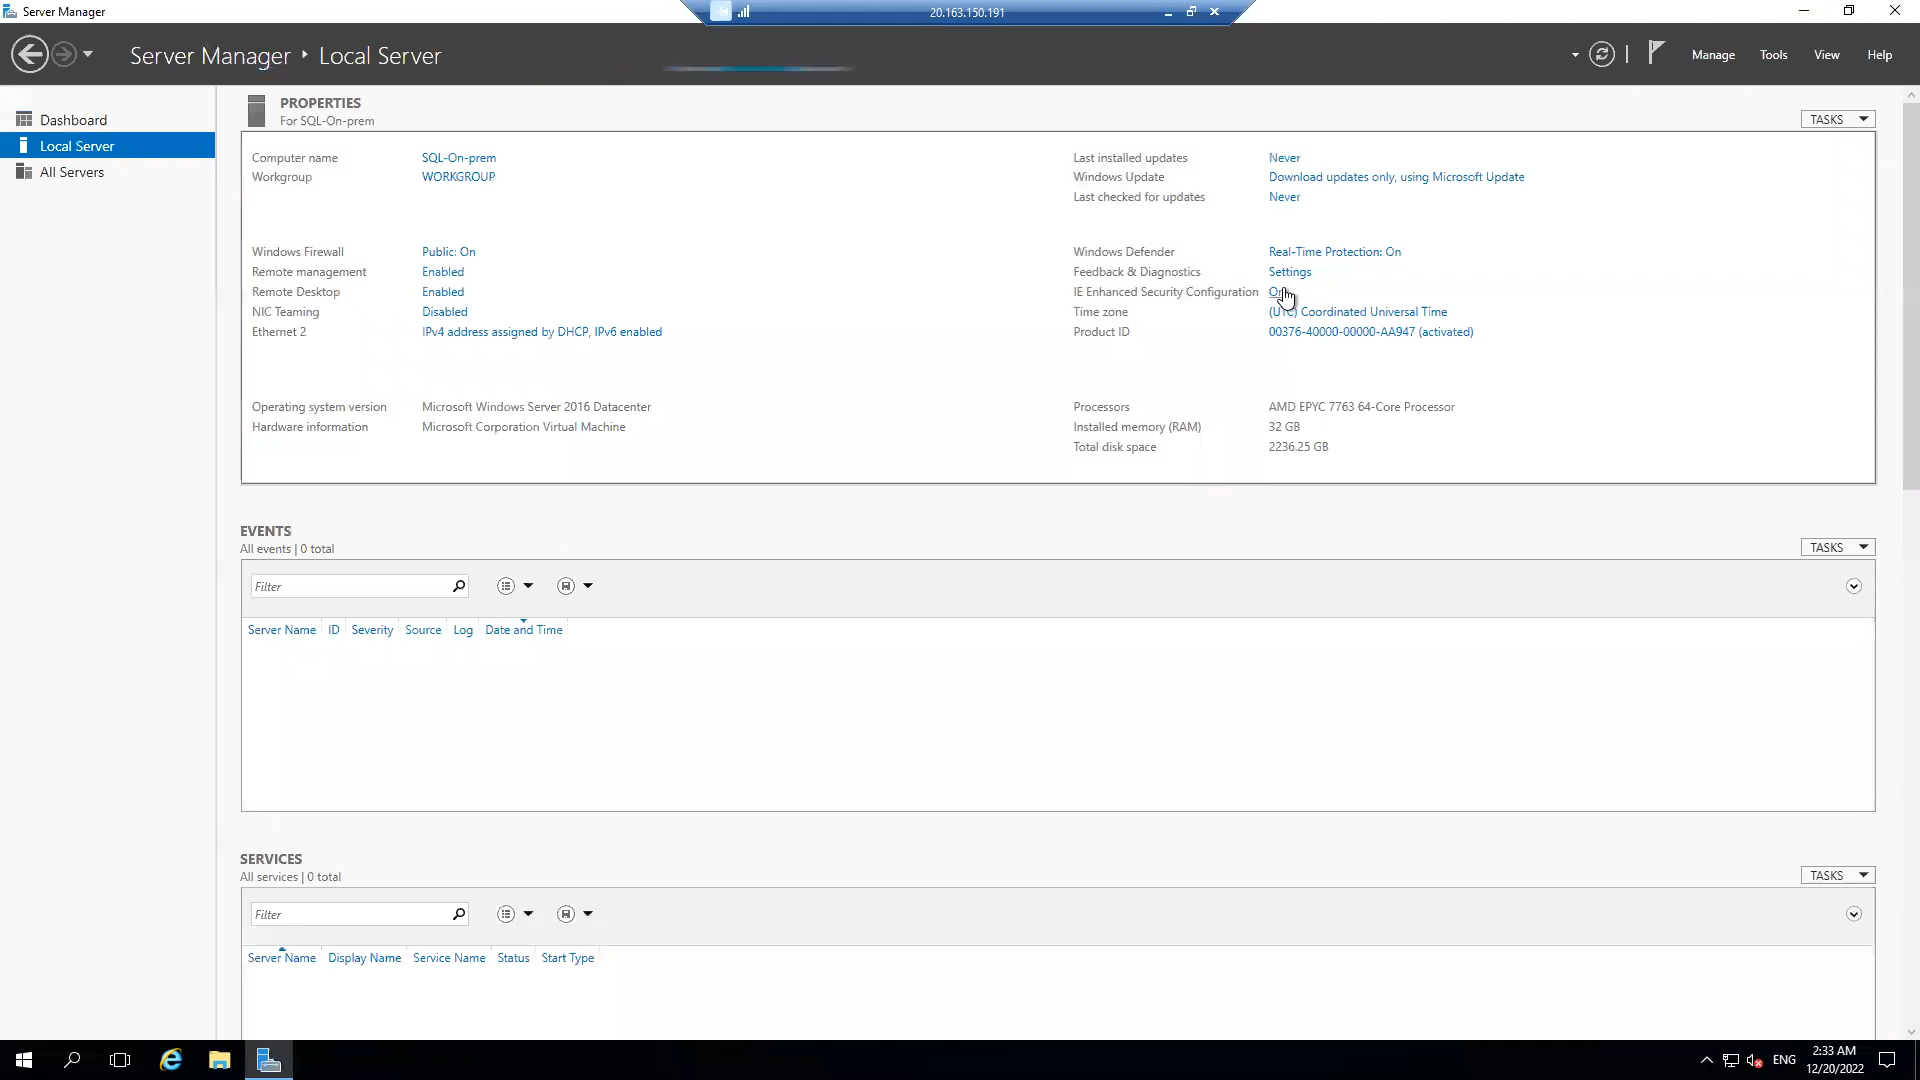 Server Manager
20.163.150.191
Server Manager
Local Server
Manage
Tools
View
Help
Dashboard
Local Server
All Servers
PROPERTIES
For SQL-On-prem
TASKS
Computer name
SQL-On-prem
Workgroup
WORKGROUP
Last installed updates
Never
Windows Update
Download updates only, using Microsoft Update
Last checked for updates
Never
Windows Firewall
Public: On
Remote management
Enabled
Remote Desktop
Enabled
NIC Teaming
Disabled
Ethernet 2
IPv4 address assigned by DHCP, IPv6 enabled
Windows Defender
Real-Time Protection: On
Feedback & Diagnostics
Settings
IE Enhanced Security Configuration
On
Time zone
(UTC) Coordinated Universal Time
Product ID
00376-40000-00000-AA947 (activated)
Operating system version
Microsoft Windows Server 2016 Datacenter
Hardware information
Microsoft Corporation Virtual Machine
Processors
AMD EPYC 7763 64-Core Processor
Installed memory (RAM)
32 GB
Total disk space
2236.25 GB
EVENTS
All events | 0 total
TASKS
Filter
Server Name
ID
Severity
Source
Log
Date and Time
SERVICES
All services | 0 total
TASKS
Filter
Server Name
Display Name
Service Name
Status
Start Type
ENG
2:33 AM
12/20/2022